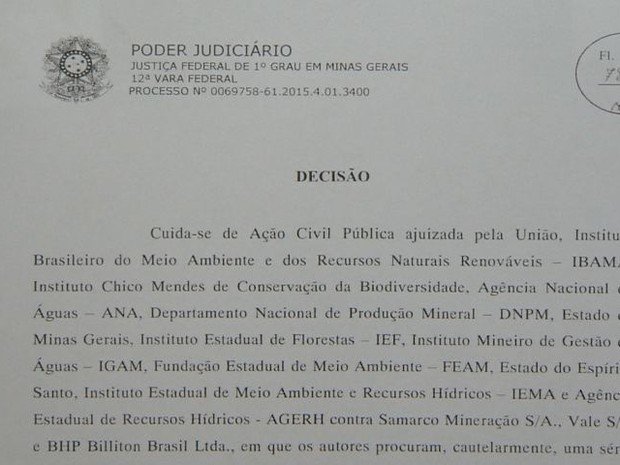 PODER JUDICIÁRIO
JUSTIÇA FEDERAL DE 1º GRAU EM MINAS GERAIS
12ª VARA FEDERAL
PROCESSO Nº 0069758-61.2015.4.01.3400
Fl.
DECISÃO
Cuida-se de Ação Civil Pública ajuizada pela União, Institu
Brasileiro do Meio Ambiente e dos Recursos Naturais Renováveis – IBAMA
Instituto Chico Mendes de Conservação da Biodiversidade, Agência Nacional
Águas – ANA, Departamento Nacional de Produção Mineral – DNPM, Estado
Minas Gerais, Instituto Estadual de Florestas – IEF, Instituto Mineiro de Gestão
Águas – IGAM, Fundação Estadual de Meio Ambiente – FEAM, Estado do Espíri
Santo, Instituto Estadual de Meio Ambiente e Recursos Hídricos – IEMA e Agênc
Estadual de Recursos Hídricos - AGERH contra Samarco Mineração S/A., Vale S/
e BHP Billiton Brasil Ltda., em que os autores procuram, cautelarmente, uma sér